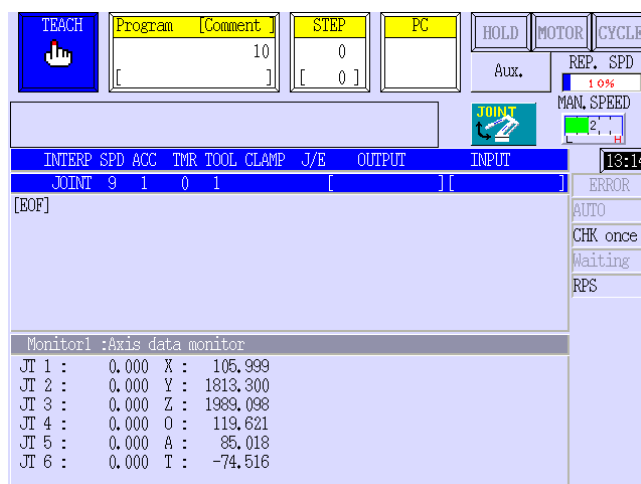 TEACH
Program [Comment ]
10
[ ]
STEP
0
[ 0 ]
PC
HOLD
MOTOR
CYCLE
Aux.
REP. SPD
10%
MAN.SPEED
2
L H
JOINT
INTERP SPD ACC TMR TOOL CLAMP J/E OUTPUT INPUT
13:14
JOINT 9 1 0 1 [ ][ ]
[EOF]
ERROR
AUTO
CHK once
Waiting
RPS
Monitor1 :Axis data monitor
JT 1 : 0.000 X : 105.999
JT 2 : 0.000 Y : 1813.300
JT 3 : 0.000 Z : 1989.098
JT 4 : 0.000 O : 119.621
JT 5 : 0.000 A : 85.018
JT 6 : 0.000 T : -74.516